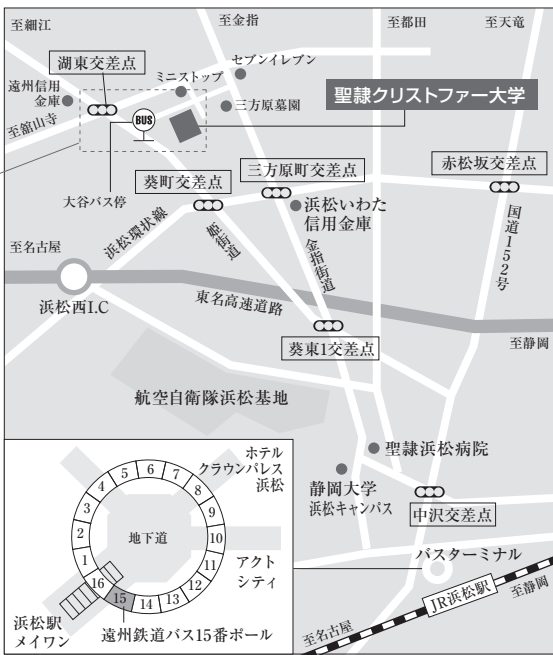 至細江
至金指
至都田
至天竜
湖東交差点
セブンイレブン
遠州信用
金庫
ミニストップ
三方原墓園
聖隷クリストファー大学
BUS
至舘山寺
大谷バス停
葵町交差点
三方原町交差点
赤松坂交差点
浜松いわた
信用金庫
浜松環状線
姫街道
金指街道
国道152号
至名古屋
浜松西I.C
東名高速道路
葵東1交差点
至静岡
航空自衛隊浜松基地
聖隷浜松病院
静岡大学
浜松キャンパス
中沢交差点
バスターミナル
JR浜松駅
至静岡
至名古屋
ホテル
クラウンパレス
浜松
アクト
シティ
地下道
1
2
3
4
5
6
7
8
9
10
11
12
13
14
15
16
浜松駅
メイワン
遠州鉄道バス15番ポール